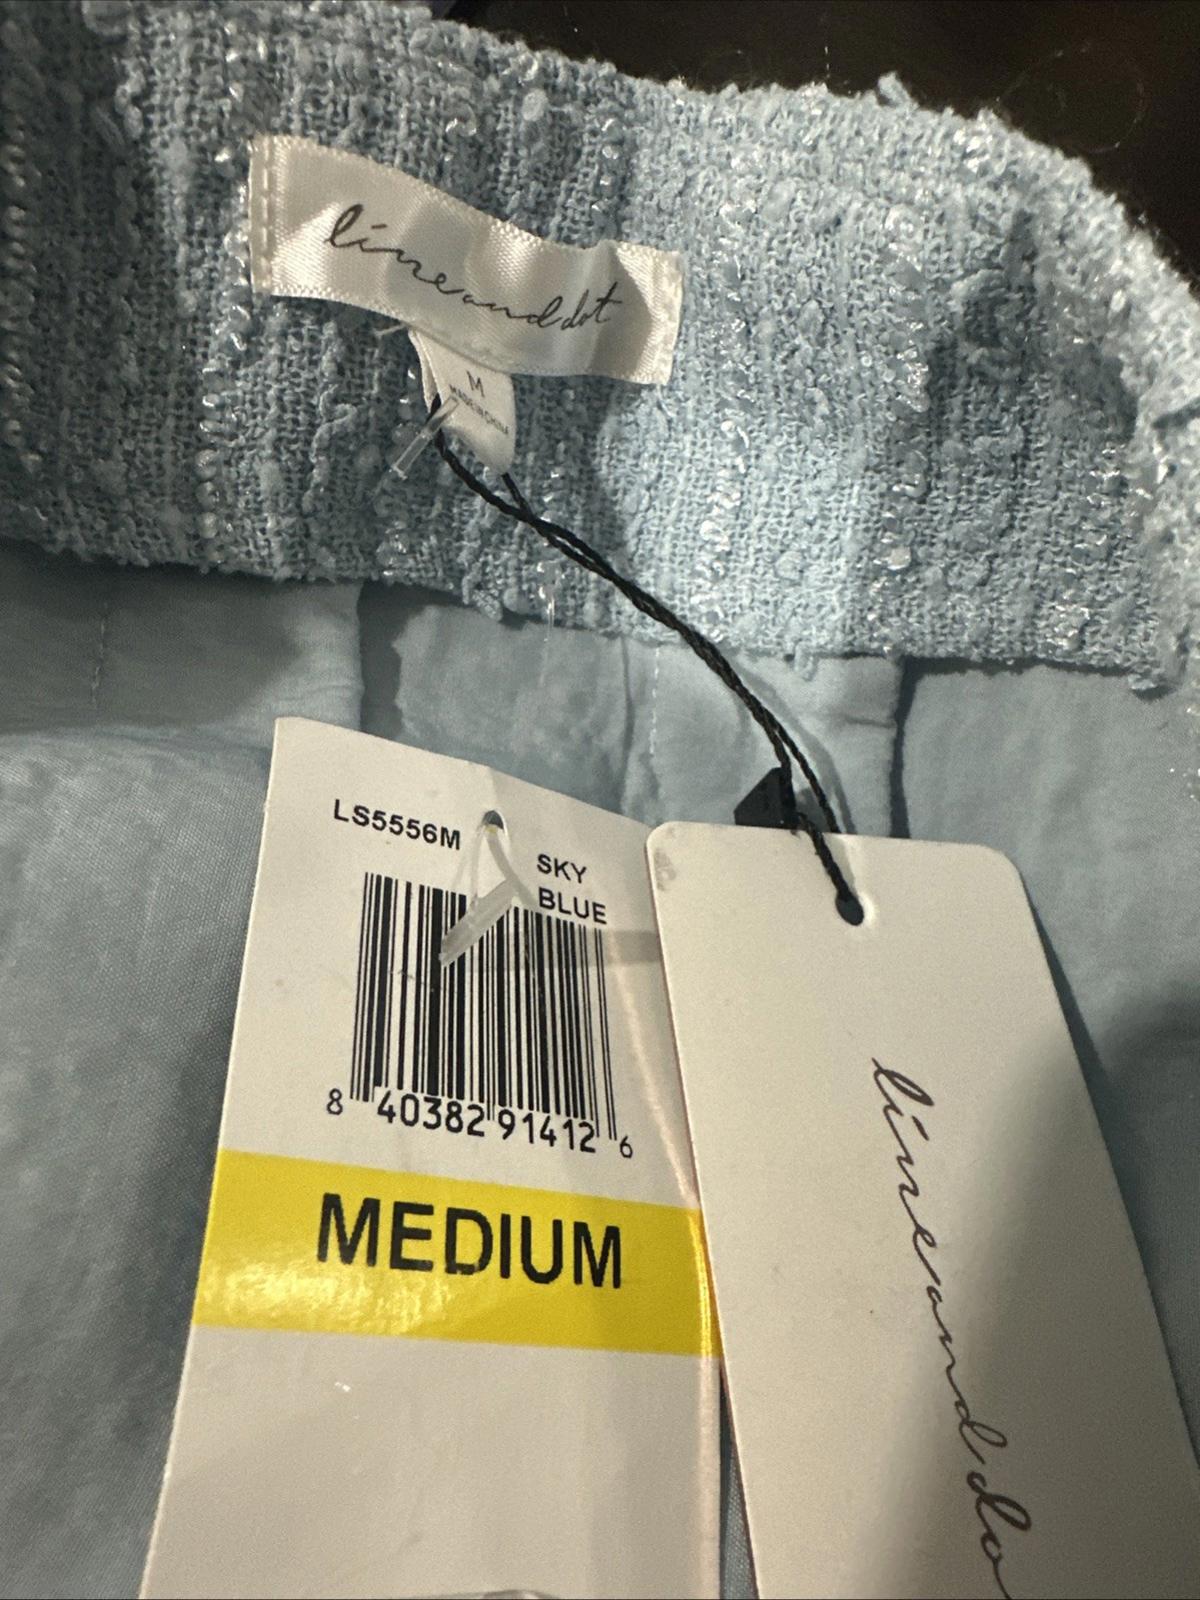 lineanddot
M
MADE IN CHINA
LS5556M
SKY
BLUE
8 40382 91412 6
MEDIUM
lineanddo